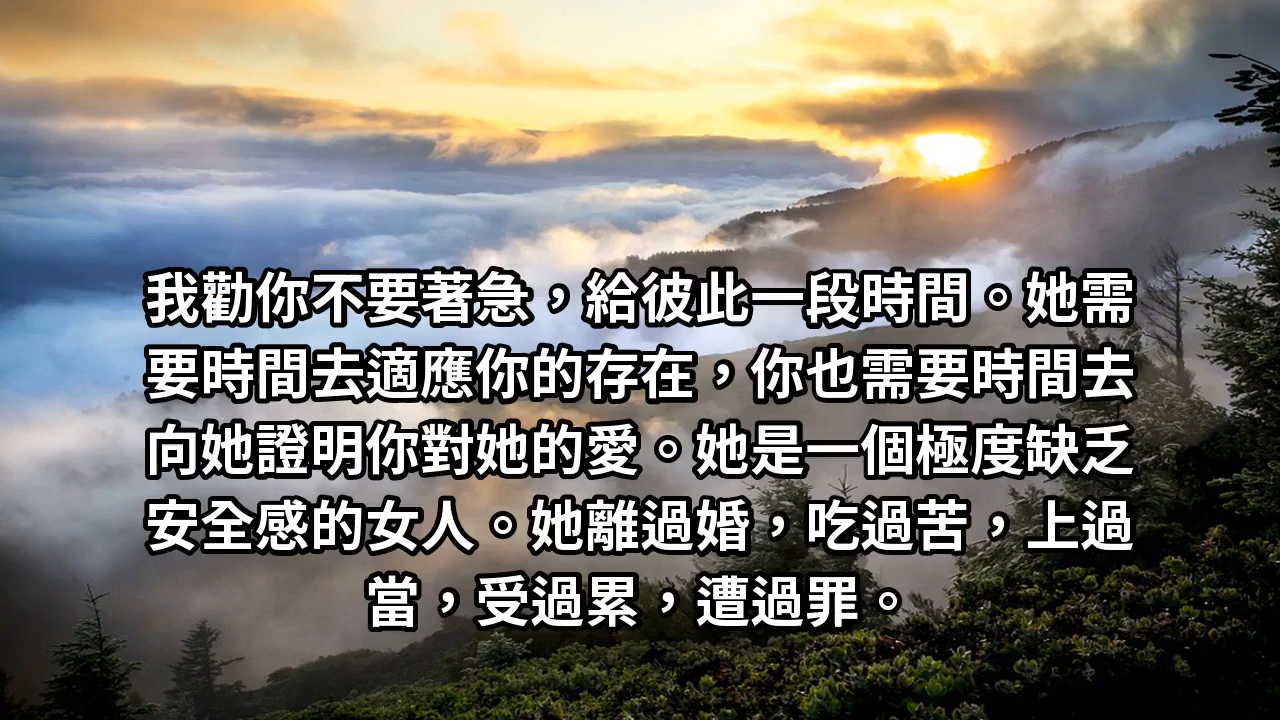 我勸你不要著急，給彼此一段時間。她需
要時間去適應你的存在，你也需要時間去
向她證明你對她的愛。她是一個極度缺乏
安全感的女人。她離過婚，吃過苦，上過
當，受過累，遭過罪。